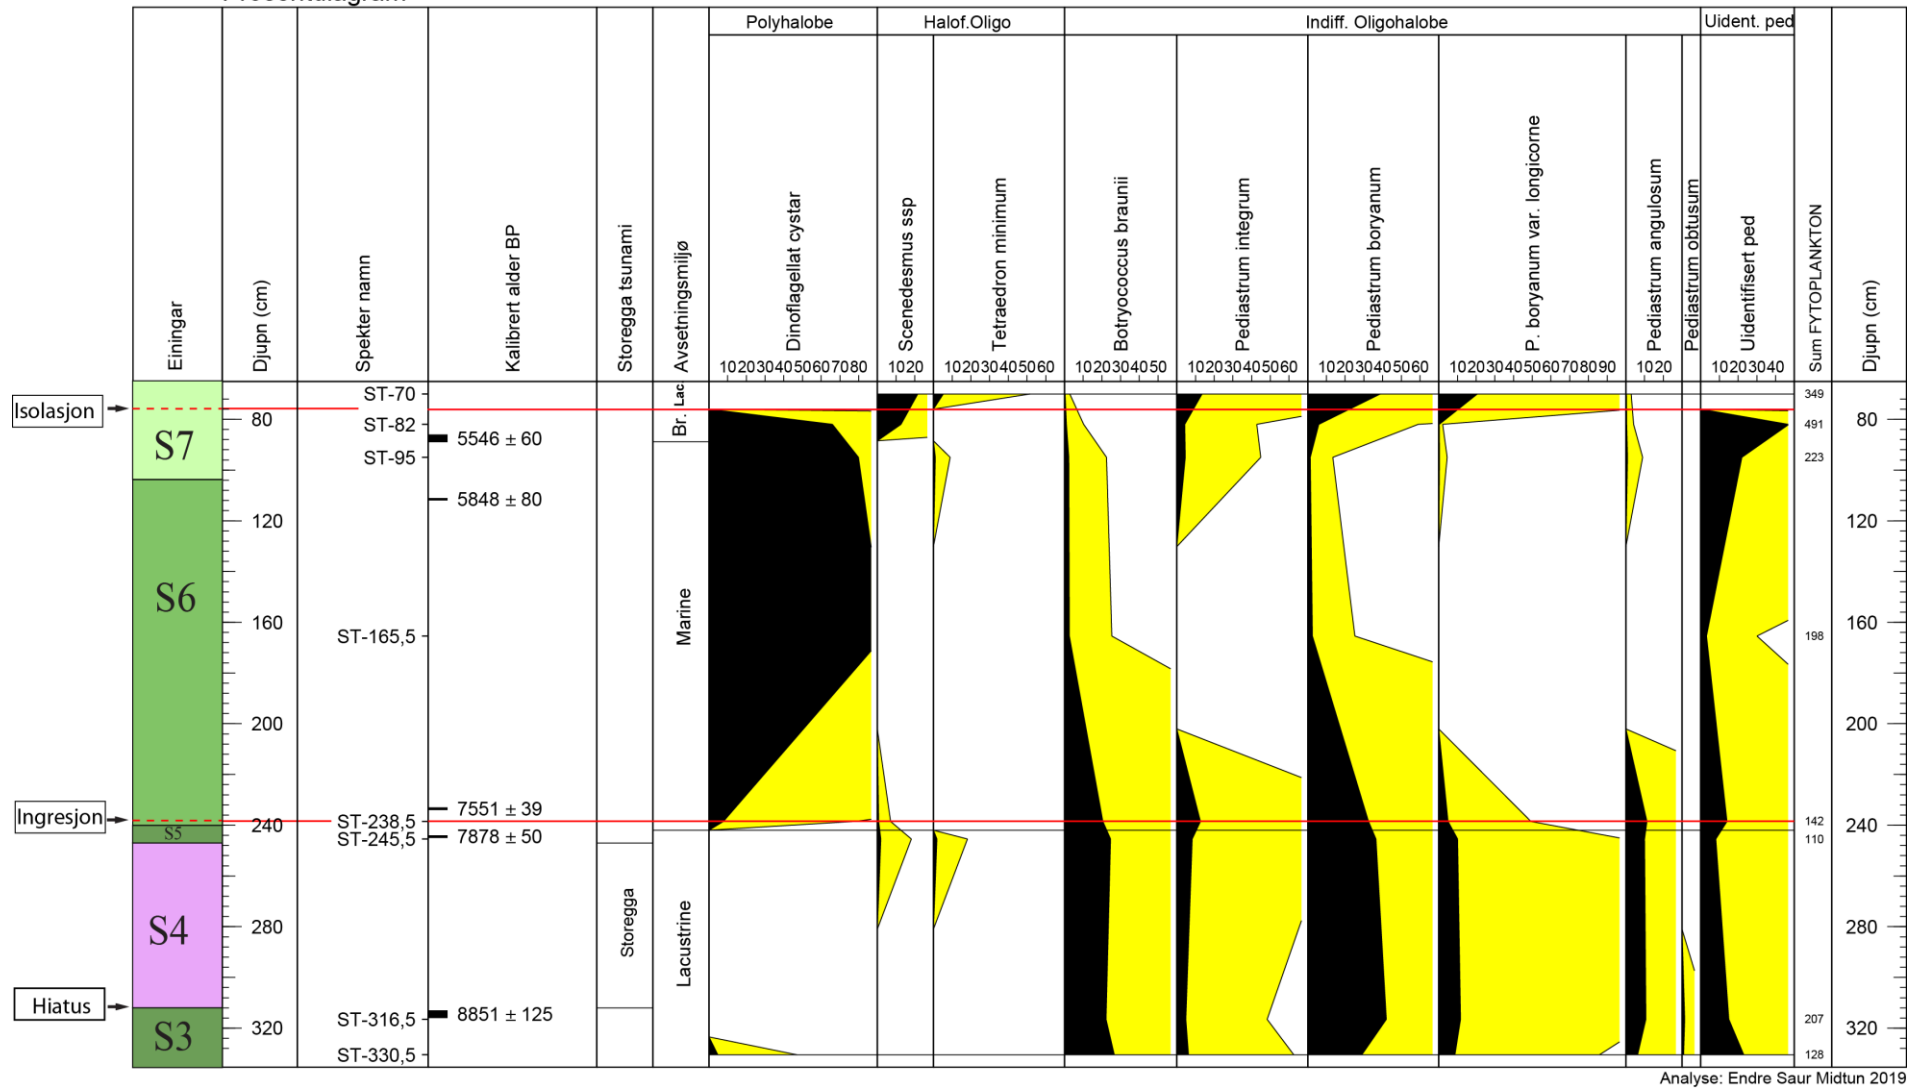 Polyhalobe Halof.Oligo Indiff. Oligohalobe Uident. ped
Einingar
Djupn (cm)
Spekter namn
Kalibrert alder BP
Storegga tsunami
Avsetningsmiljø
Dinoflagellat cystar
Scenedesmus ssp
Tetraedron minimum
Botryococcus braunii
Pediastrum integrum
Pediastrum boryanum
P. boryanum var. longicorne
Pediastrum angulosum
Pediastrum obtusum
Uidentifisert ped
Sum FYTOPLANKTON
Djupn (cm)
1020304050607080 1020 102030405060 1020304050 102030405060 102030405060 102030405060708090 1020 10203040
ST-70 Lac 349
Isolasjon
80 ST-82 Br. 491 80
S7 5546 ± 60
ST-95 223
5848 ± 80
120 120
S6 Marine
160 ST-165,5 198 160
200 200
7551 ± 39
Ingresjon ST-238,5 142
240 S5 240
7878 ± 50
ST-245,5 110
280 280
S4 Storegga Lacustrine
Hiatus
8851 ± 125
ST-316,5 207
320 S3 320
ST-330,5 128
Analyse: Endre Saur Midtun 2019